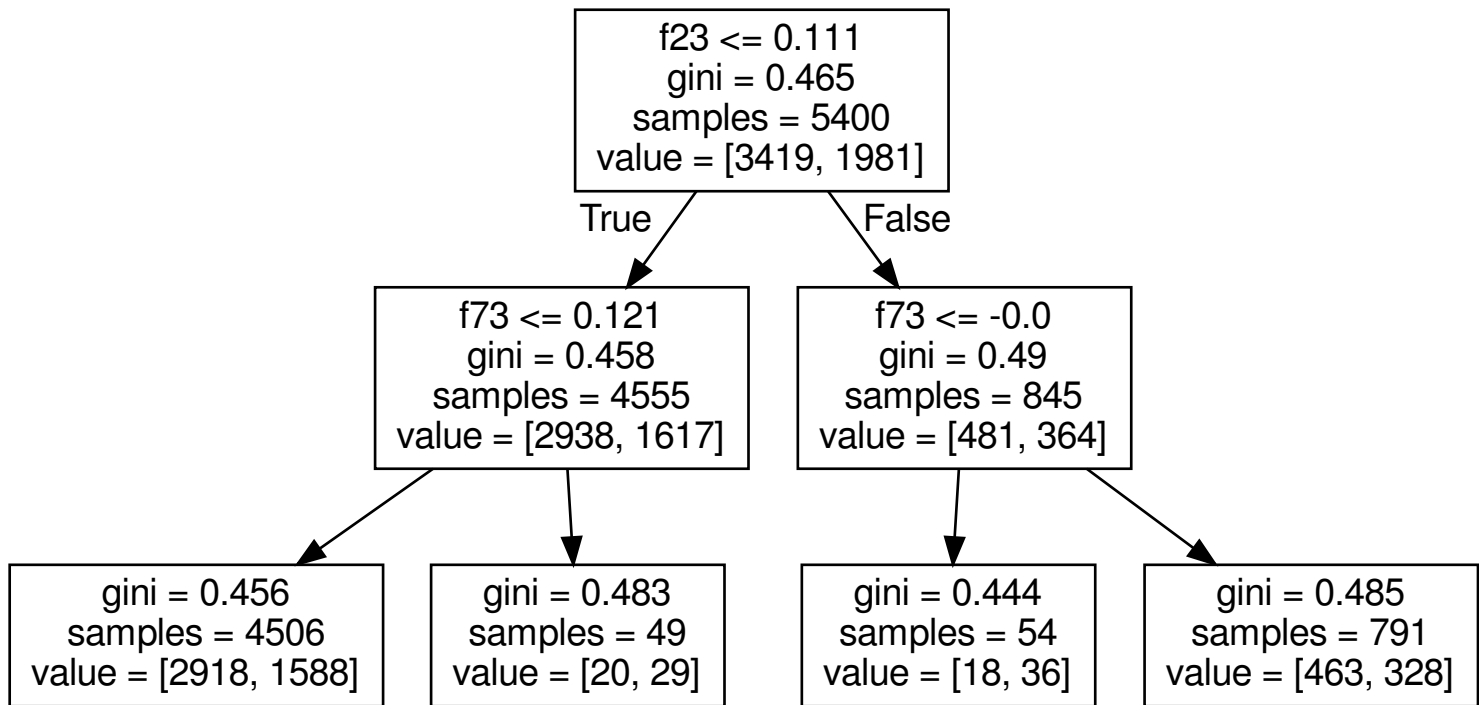 f23 <= 0.111
gini = 0.465
samples = 5400
value = [3419, 1981]
True
False
f73 <= 0.121
gini = 0.458
samples = 4555
value = [2938, 1617]
f73 <= -0.0
gini = 0.49
samples = 845
value = [481, 364]
gini = 0.456
samples = 4506
value = [2918, 1588]
gini = 0.483
samples = 49
value = [20, 29]
gini = 0.444
samples = 54
value = [18, 36]
gini = 0.485
samples = 791
value = [463, 328]